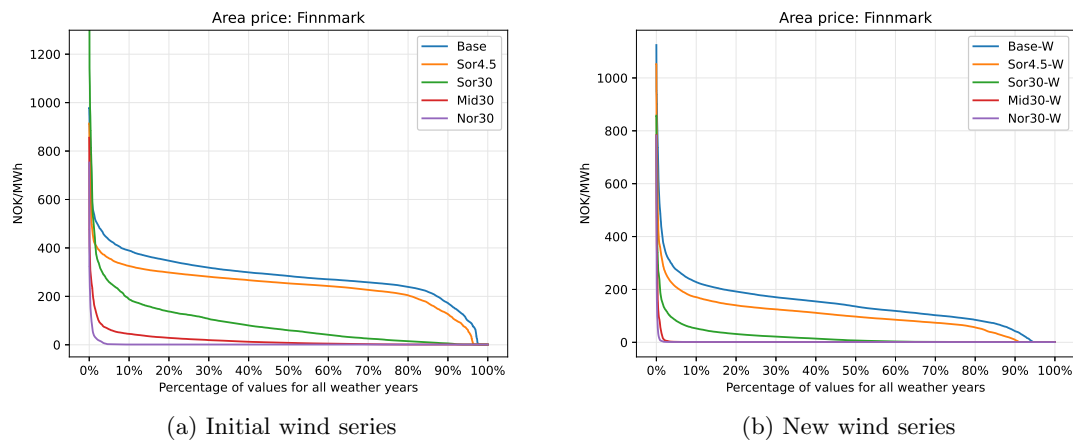 Area price: Finnmark
1200
1000
800
600
400
200
0
NOK/MWh
Base
Sor4.5
Sor30
Mid30
Nor30
0% 10% 20% 30% 40% 50% 60% 70% 80% 90% 100%
Percentage of values for all weather years
(a) Initial wind series
Area price: Finnmark
1000
800
600
400
200
0
NOK/MWh
Base-W
Sor4.5-W
Sor30-W
Mid30-W
Nor30-W
0% 10% 20% 30% 40% 50% 60% 70% 80% 90% 100%
Percentage of values for all weather years
(b) New wind series